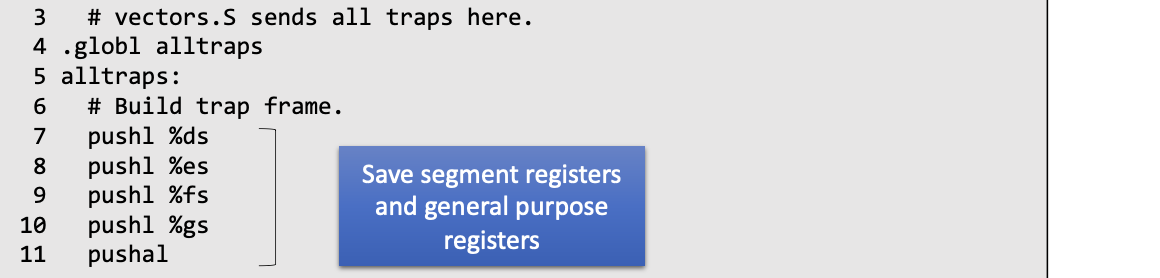 3 # vectors.S sends all traps here.
4 .globl alltraps
5 alltraps:
6 # Build trap frame.
7 pushl %ds
8 pushl %es
9 pushl %fs
10 pushl %gs
11 pushal
Save segment registers
and general purpose
registers